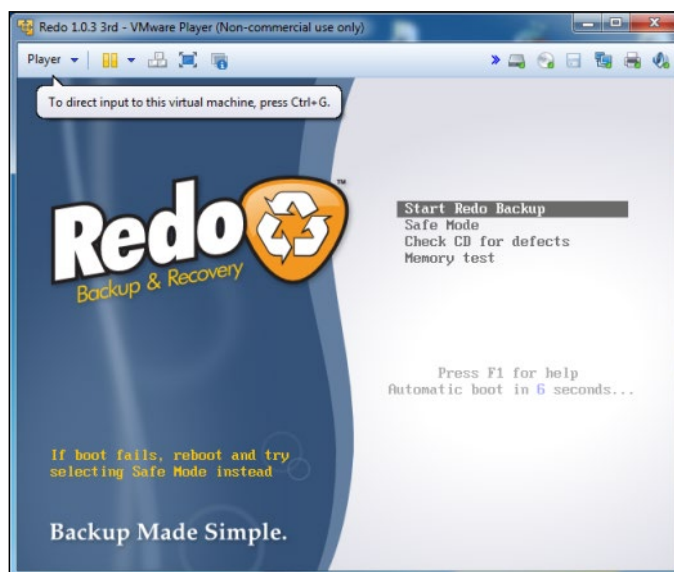 Redo 1.0.3 3rd - VMware Player (Non-commercial use only)
Player
To direct input to this virtual machine, press Ctrl+G.
Redo™
Backup & Recovery
Start Redo Backup
Safe Mode
Check CD for defects
Memory test
Press F1 for help
Automatic boot in 6 seconds...
If boot fails, reboot and try
selecting Safe Mode instead
Backup Made Simple.